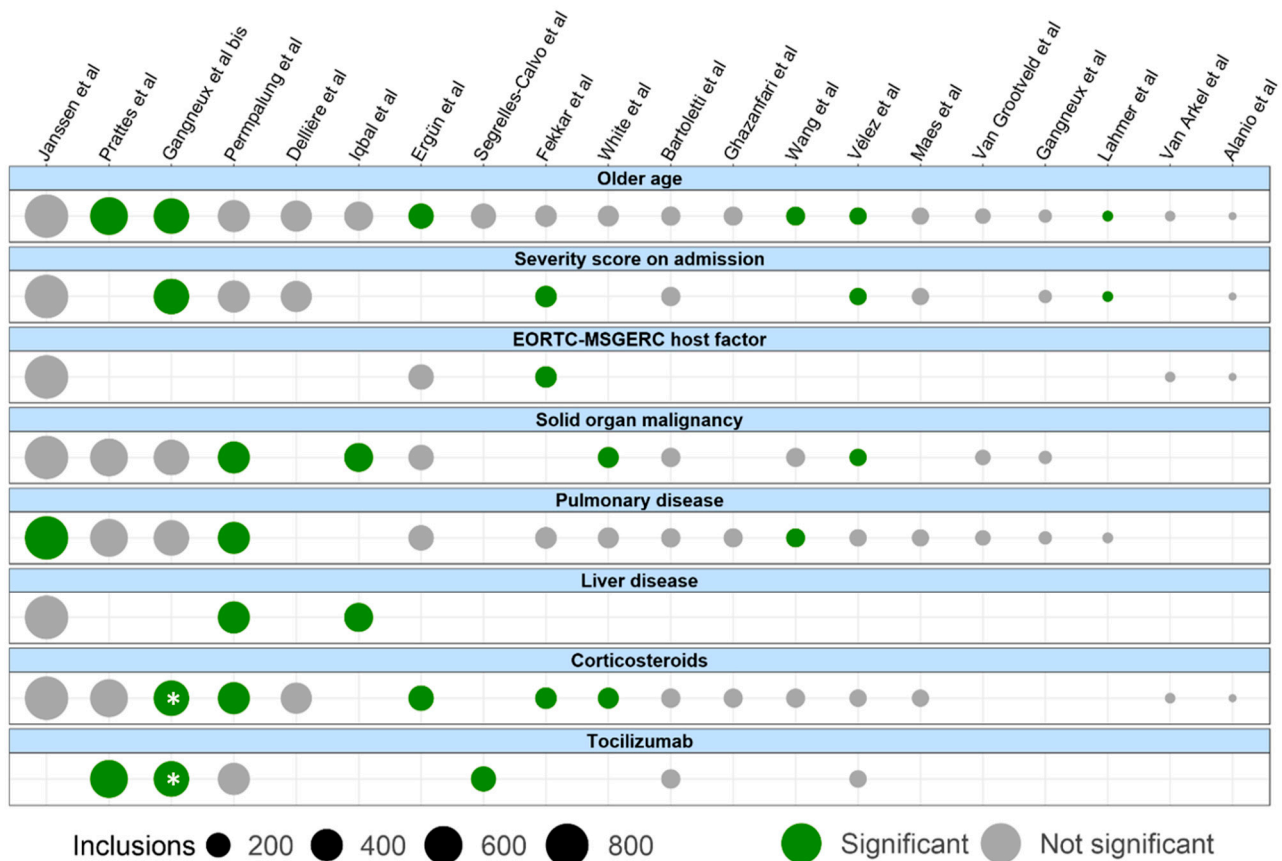 Janssen et al
Prattes et al
Gangneux et al bis
Permpalung et al
Dellière et al
Iqbal et al
Ergün et al
Segrelles-Calvo et al
Fekkar et al
White et al
Bartoletti et al
Ghazanfari et al
Wang et al
Vélez et al
Maes et al
Van Grootveld et al
Gangneux et al
Lahmer et al
Van Arkel et al
Alanio et al
Older age
Severity score on admission
EORTC-MSGERC host factor
Solid organ malignancy
Pulmonary disease
Liver disease
Corticosteroids
*
Tocilizumab
*
Inclusions 200 400 600 800 Significant Not significant